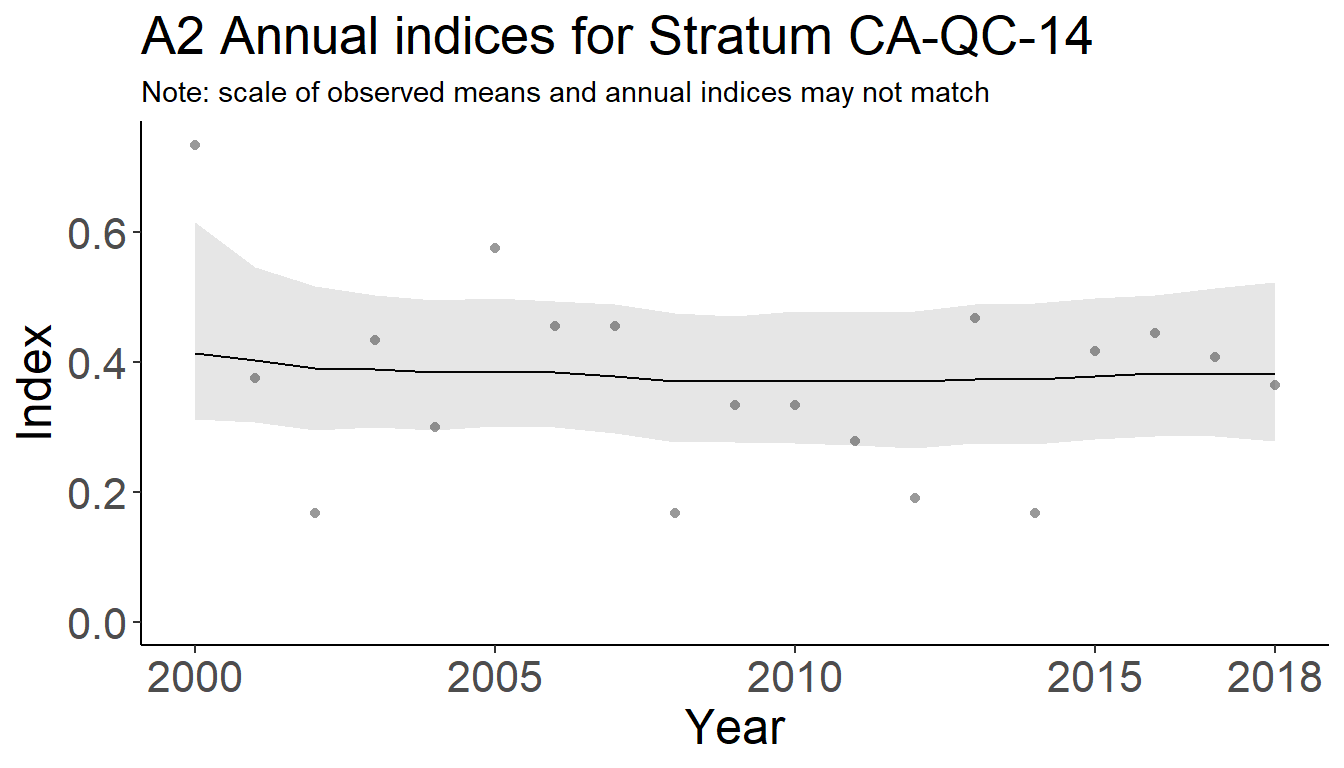 A2 Annual indices for Stratum CA-QC-14
Note: scale of observed means and annual indices may not match
Index
0.6
0.4
0.2
0.0
2000 2005 2010 2015 2018
Year